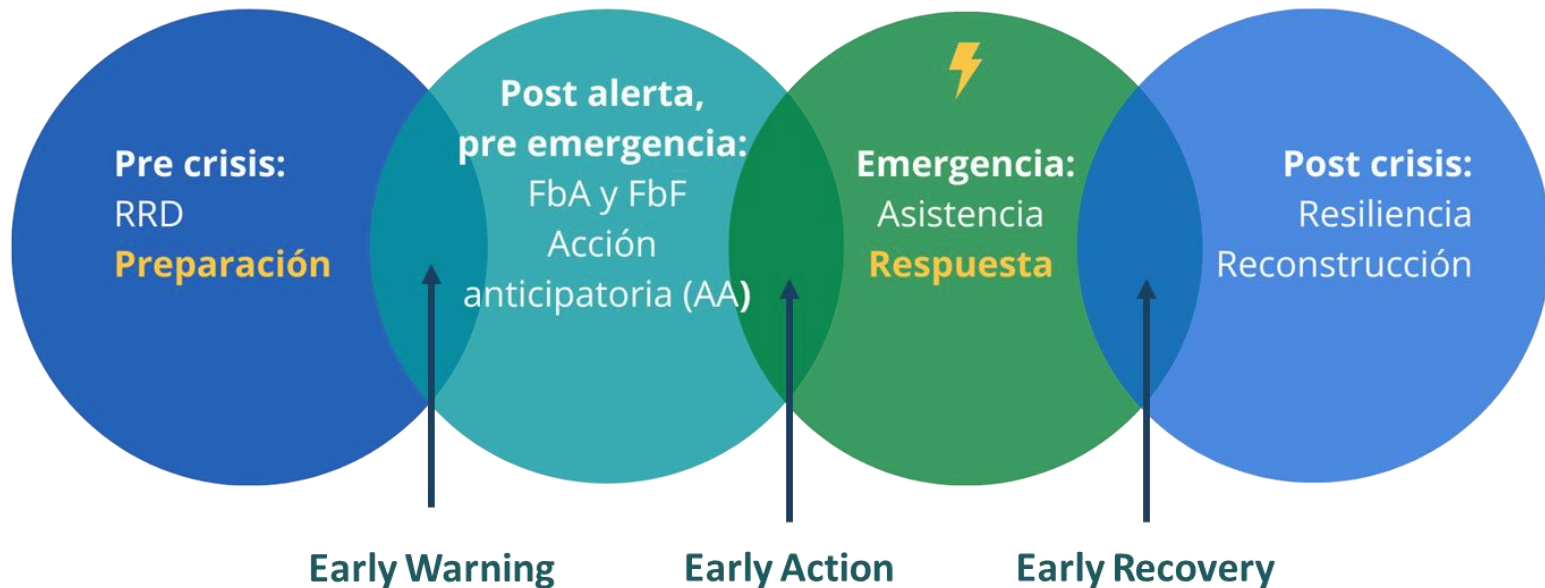 Pre crisis:
RRD
Preparación
Post alerta,
pre emergencia:
FbA y FbF
Acción
anticipatoria (AA)
Emergencia:
Asistencia
Respuesta
Post crisis:
Resiliencia
Reconstrucción
Early Warning
Early Action
Early Recovery